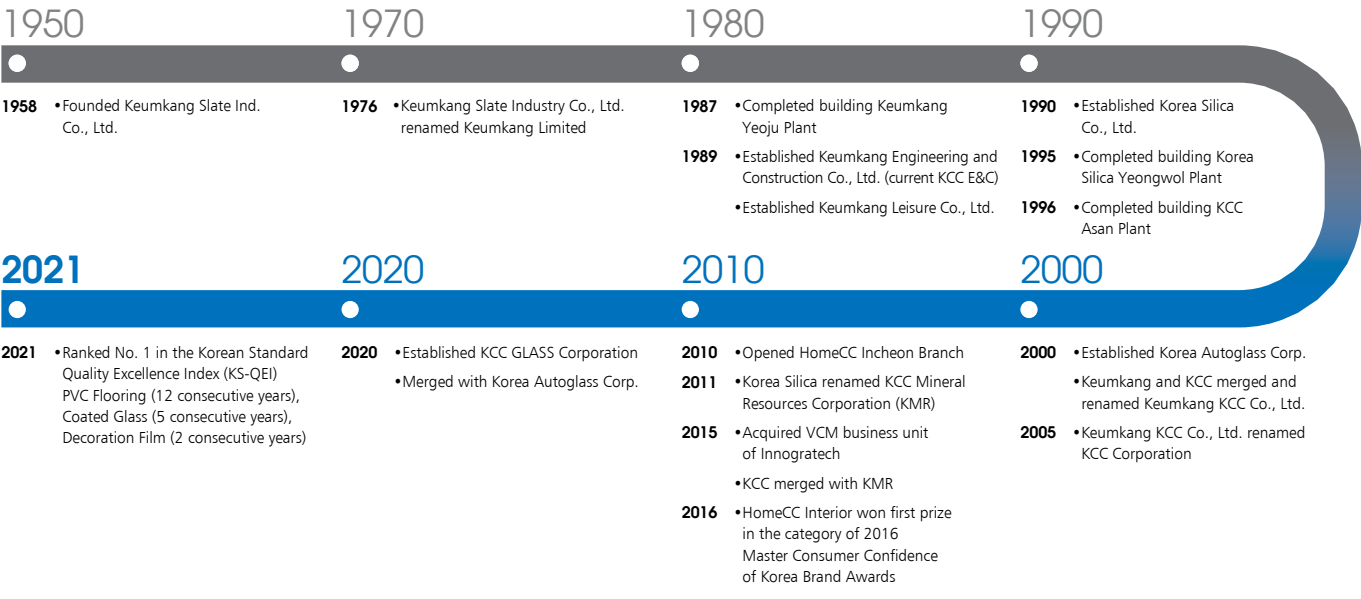 1950
1958 •Founded Keumkang Slate Ind.
Co., Ltd.
1970
1976 •Keumkang Slate Industry Co., Ltd.
renamed Keumkang Limited
1980
1987 •Completed building Keumkang
Yeoju Plant
1989 •Established Keumkang Engineering and
Construction Co., Ltd. (current KCC E&C)
•Established Keumkang Leisure Co., Ltd.
1990
1990 •Established Korea Silica
Co., Ltd.
1995 •Completed building Korea
Silica Yeongwol Plant
1996 •Completed building KCC
Asan Plant
2000
2000 •Established Korea Autoglass Corp.
•Keumkang and KCC merged and
renamed Keumkang KCC Co., Ltd.
2005 •Keumkang KCC Co., Ltd. renamed
KCC Corporation
2010
2010 •Opened HomeCC Incheon Branch
2011 •Korea Silica renamed KCC Mineral
Resources Corporation (KMR)
2015 •Acquired VCM business unit
of Innogratech
•KCC merged with KMR
2016 •HomeCC Interior won first prize
in the category of 2016
Master Consumer Confidence
of Korea Brand Awards
2020
2020 •Established KCC GLASS Corporation
•Merged with Korea Autoglass Corp.
2021
2021 •Ranked No. 1 in the Korean Standard
Quality Excellence Index (KS-QEI)
PVC Flooring (12 consecutive years),
Coated Glass (5 consecutive years),
Decoration Film (2 consecutive years)